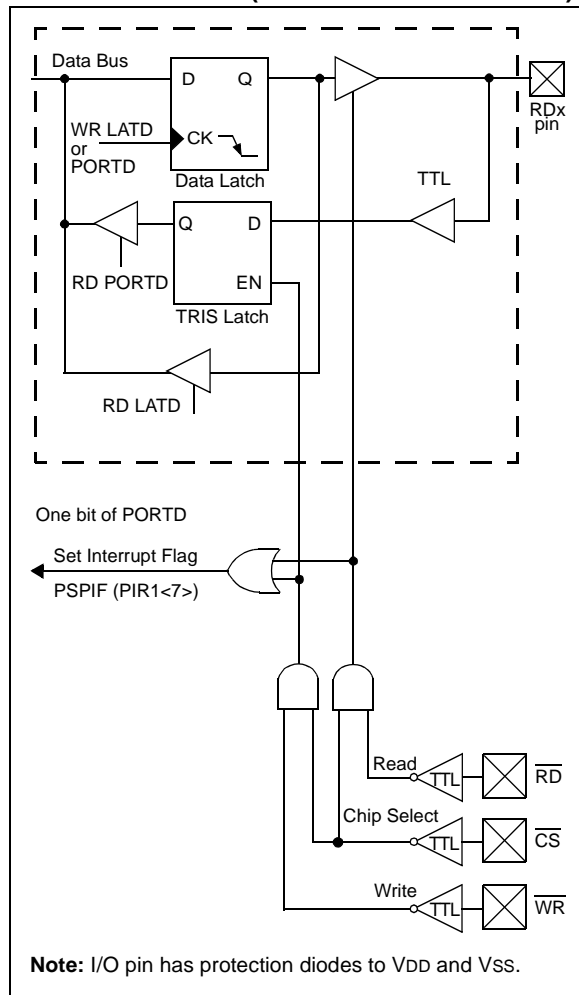 Data Bus
D Q
RDx
pin
WR LATD
or
PORTD
CK
Data Latch
TTL
Q D
RD PORTD
EN
TRIS Latch
RD LATD
One bit of PORTD
Set Interrupt Flag
PSPIF (PIR1<7>)
Read
TTL
RD
Chip Select
TTL
CS
Write
TTL
WR
Note: I/O pin has protection diodes to VDD and VSS.